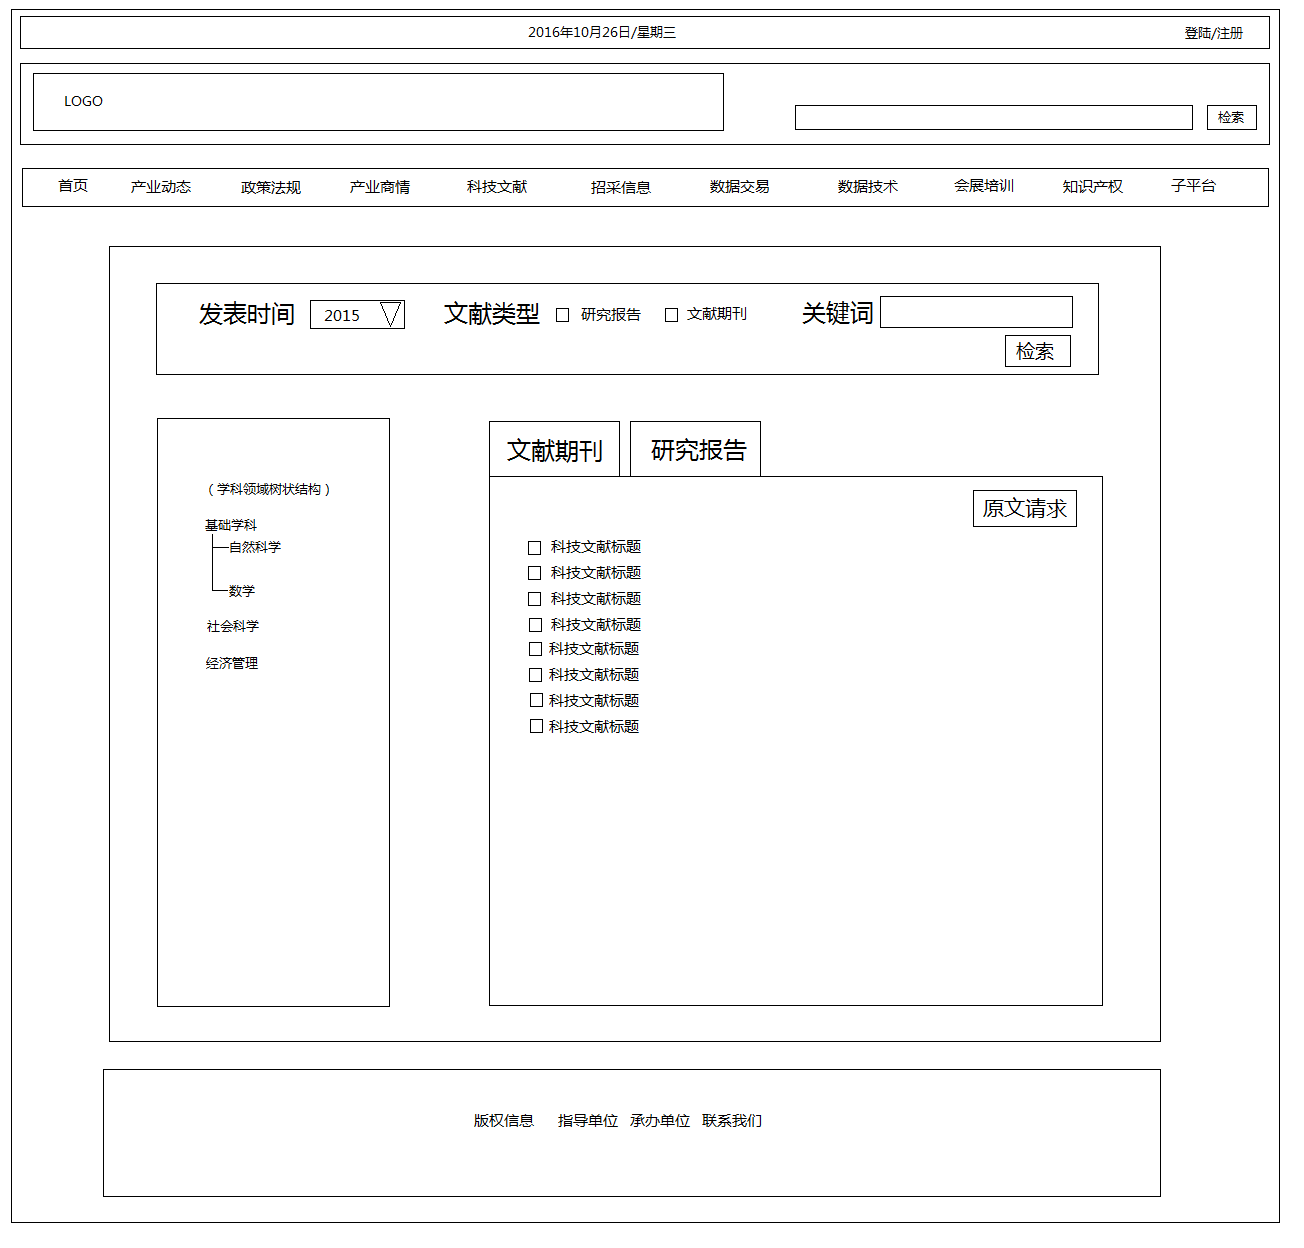 2016年10月26日/星期三 登陆/注册
LOGO
检索
首页 产业动态 政策法规 产业商情 科技文献 招采信息 数据交易 数据技术 会展培训 知识产权 子平台
发表时间 2015 文献类型 研究报告 文献期刊 关键词
检索
文献期刊 研究报告
原文请求
（学科领域树状结构）
基础学科
自然科学
数学
社会科学
经济管理
科技文献标题
科技文献标题
科技文献标题
科技文献标题
科技文献标题
科技文献标题
科技文献标题
科技文献标题
版权信息 指导单位 承办单位 联系我们